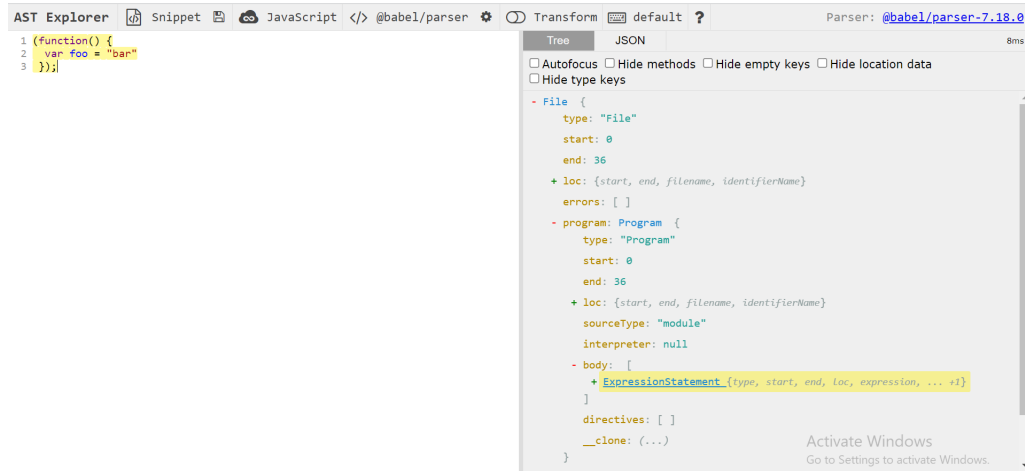 AST Explorer Snippet JavaScript </> @babel/parser Transform default ? Parser: @babel/parser-7.18.0
1 (function() {
2 var foo = "bar"
3 });
Tree JSON 8ms
Autofocus Hide methods Hide empty keys Hide location data
Hide type keys
- File {
type: "File"
start: 0
end: 36
+ loc: {start, end, filename, identifierName}
errors: [ ]
- program: Program {
type: "Program"
start: 0
end: 36
+ loc: {start, end, filename, identifierName}
sourceType: "module"
interpreter: null
- body: [
+ ExpressionStatement {type, start, end, loc, expression, ... +1}
]
directives: [ ]
__clone: (...)
}
Activate Windows
Go to Settings to activate Windows.